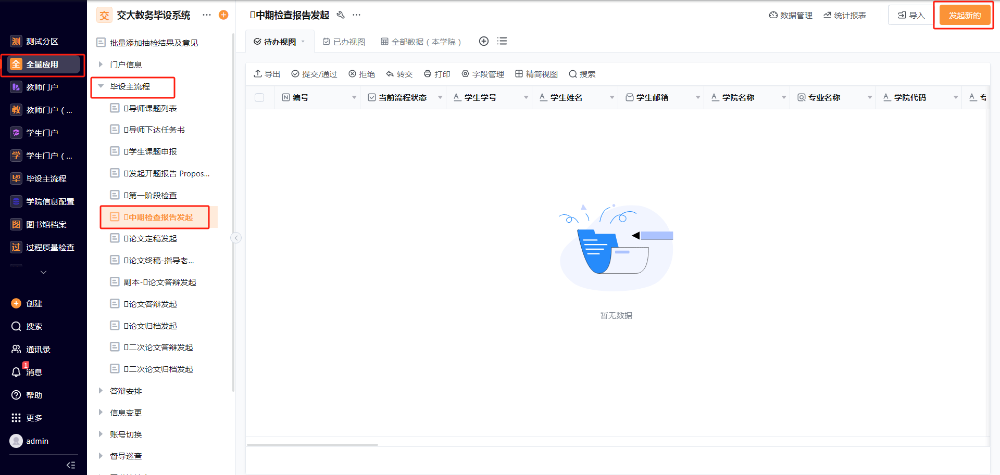 测 测试分区
全 全量应用
教师门户
教 教师门户（...
学生门户
学 学生门户（...
毕 毕设主流程
学院信息配置
图 图书馆档案
过 过程质量检查
创建
搜索
通讯录
1
消息
帮助
更多
admin
交 交大教务毕设系统
批量添加抽检结果及意见
门户信息
毕设主流程
导师课题列表
导师下达任务书
学生课题申报
发起开题报告 Propos...
第一阶段检查
中期检查报告发起
论文定稿发起
论文终稿-指导老...
副本-论文答辩发起
论文答辩发起
论文归档发起
二次论文答辩发起
二次论文归档发起
答辩安排
信息变更
账号切换
督导巡查
中期检查报告发起
数据管理 统计报表 导入 发起新的
待办视图 已办视图 全部数据（本学院）
导出 提交/通过 拒绝 转交 打印 字段管理 精简视图 搜索
编号 当前流程状态 学生学号 学生姓名 学生邮箱 学院名称 专业名称 学院代码 专
暂无数据